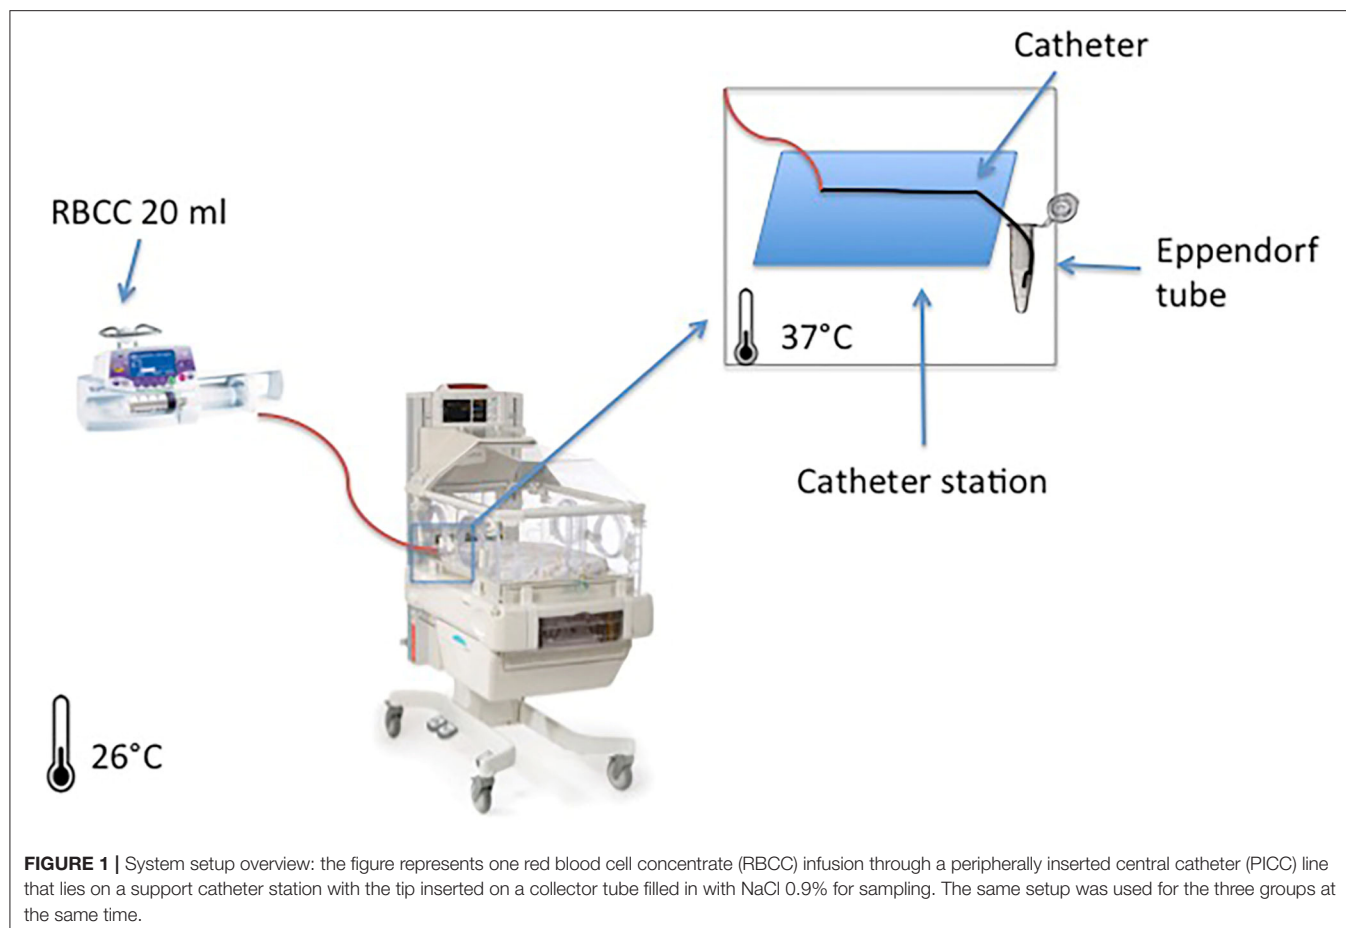 Catheter
RBCC 20 ml
Eppendorf
tube
37°C
Catheter station
26°C
FIGURE 1 | System setup overview: the figure represents one red blood cell concentrate (RBCC) infusion through a peripherally inserted central catheter (PICC) line
that lies on a support catheter station with the tip inserted on a collector tube filled in with NaCl 0.9% for sampling. The same setup was used for the three groups at
the same time.